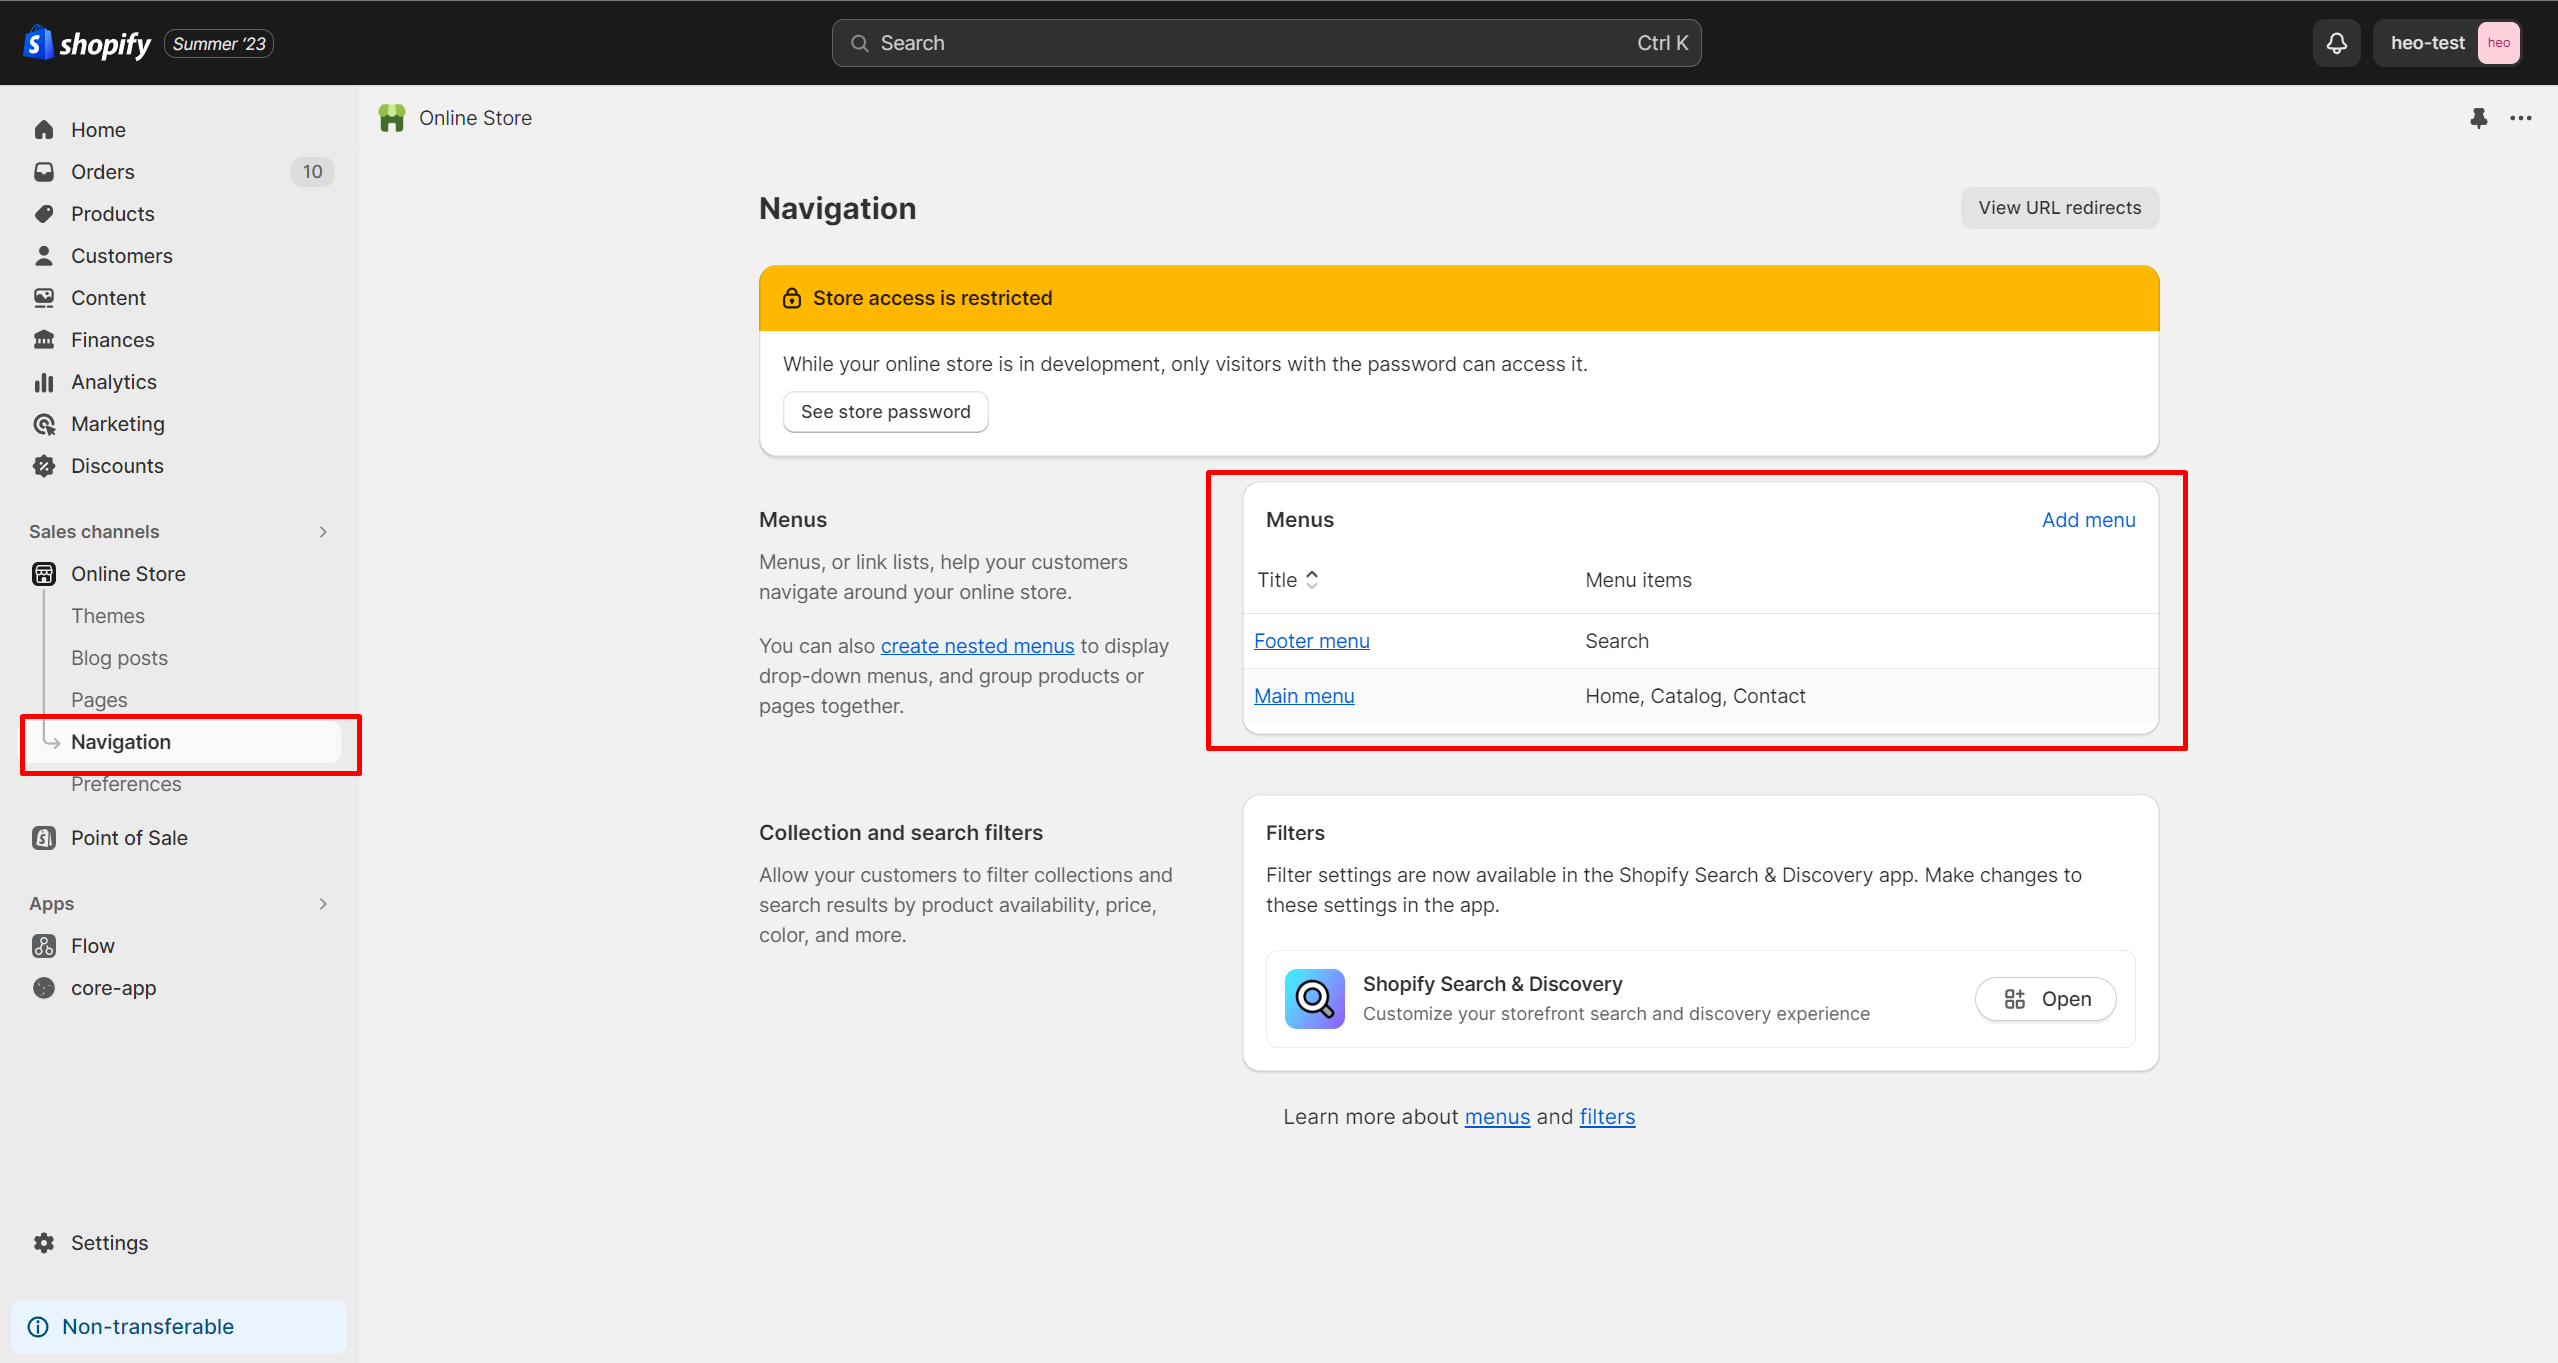 shopify Summer '23
Search Ctrl K
heo-test heo
Home
Orders 10
Products
Customers
Content
Finances
Analytics
Marketing
Discounts
Sales channels
Online Store
Themes
Blog posts
Pages
Navigation
Preferences
Point of Sale
Apps
Flow
core-app
Settings
Non-transferable
Online Store
Navigation
View URL redirects
Store access is restricted
While your online store is in development, only visitors with the password can access it.
See store password
Menus
Menus, or link lists, help your customers
navigate around your online store.
You can also create nested menus to display
drop-down menus, and group products or
pages together.
Menus Add menu
Title Menu items
Footer menu Search
Main menu Home, Catalog, Contact
Collection and search filters
Allow your customers to filter collections and
search results by product availability, price,
color, and more.
Filters
Filter settings are now available in the Shopify Search & Discovery app. Make changes to
these settings in the app.
Shopify Search & Discovery
Customize your storefront search and discovery experience
Open
Learn more about menus and filters